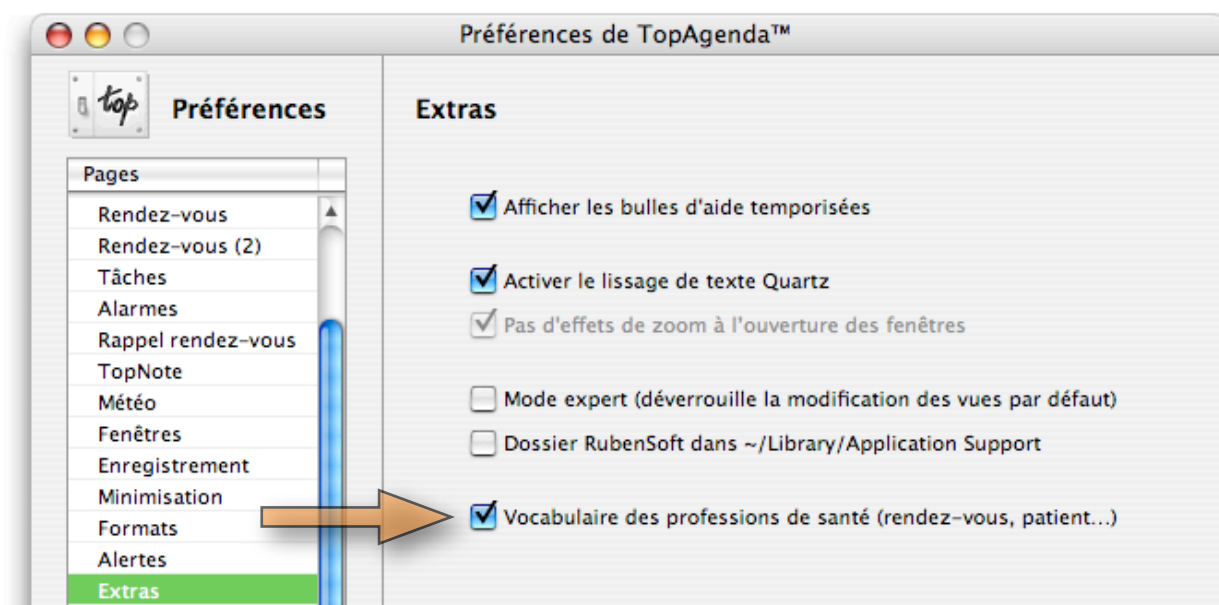 Préférences de TopAgenda™
top
Préférences
Pages
Rendez-vous
Rendez-vous (2)
Tâches
Alarmes
Rappel rendez-vous
TopNote
Météo
Fenêtres
Enregistrement
Minimisation
Formats
Alertes
Extras
Extras
Afficher les bulles d'aide temporisées
Activer le lissage de texte Quartz
Pas d'effets de zoom à l'ouverture des fenêtres
Mode expert (déverrouille la modification des vues par défaut)
Dossier RubenSoft dans ~/Library/Application Support
Vocabulaire des professions de santé (rendez-vous, patient...)